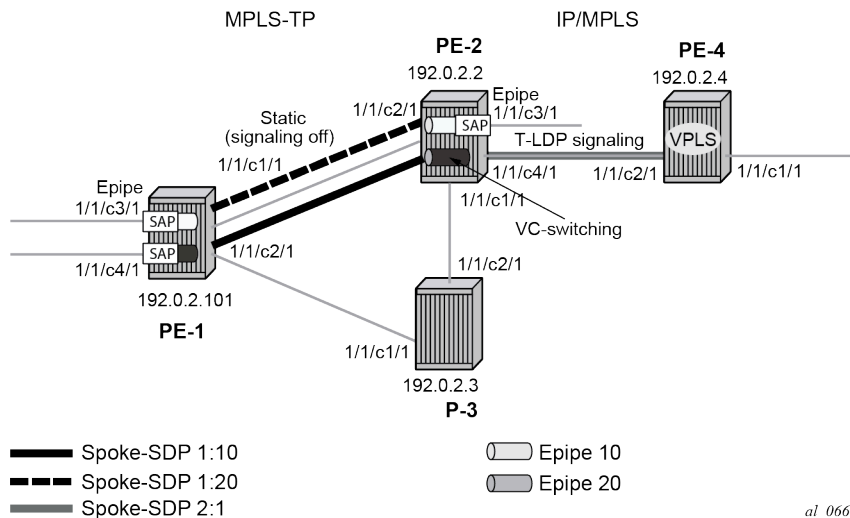 MPLS-TP
IP/MPLS
PE-2
192.0.2.2
PE-4
192.0.2.4
Static
(signaling off)
1/1/c2/1
Epipe
1/1/c3/1
SAP
T-LDP signaling
VPLS
1/1/c1/1
1/1/c4/1
1/1/c2/1
1/1/c1/1
1/1/c1/1
VC-switching
Epipe
1/1/c3/1
SAP
SAP
1/1/c4/1
1/1/c2/1
192.0.2.101
PE-1
1/1/c2/1
1/1/c1/1
192.0.2.3
P-3
Spoke-SDP 1:10
Spoke-SDP 1:20
Spoke-SDP 2:1
Epipe 10
Epipe 20
al_066